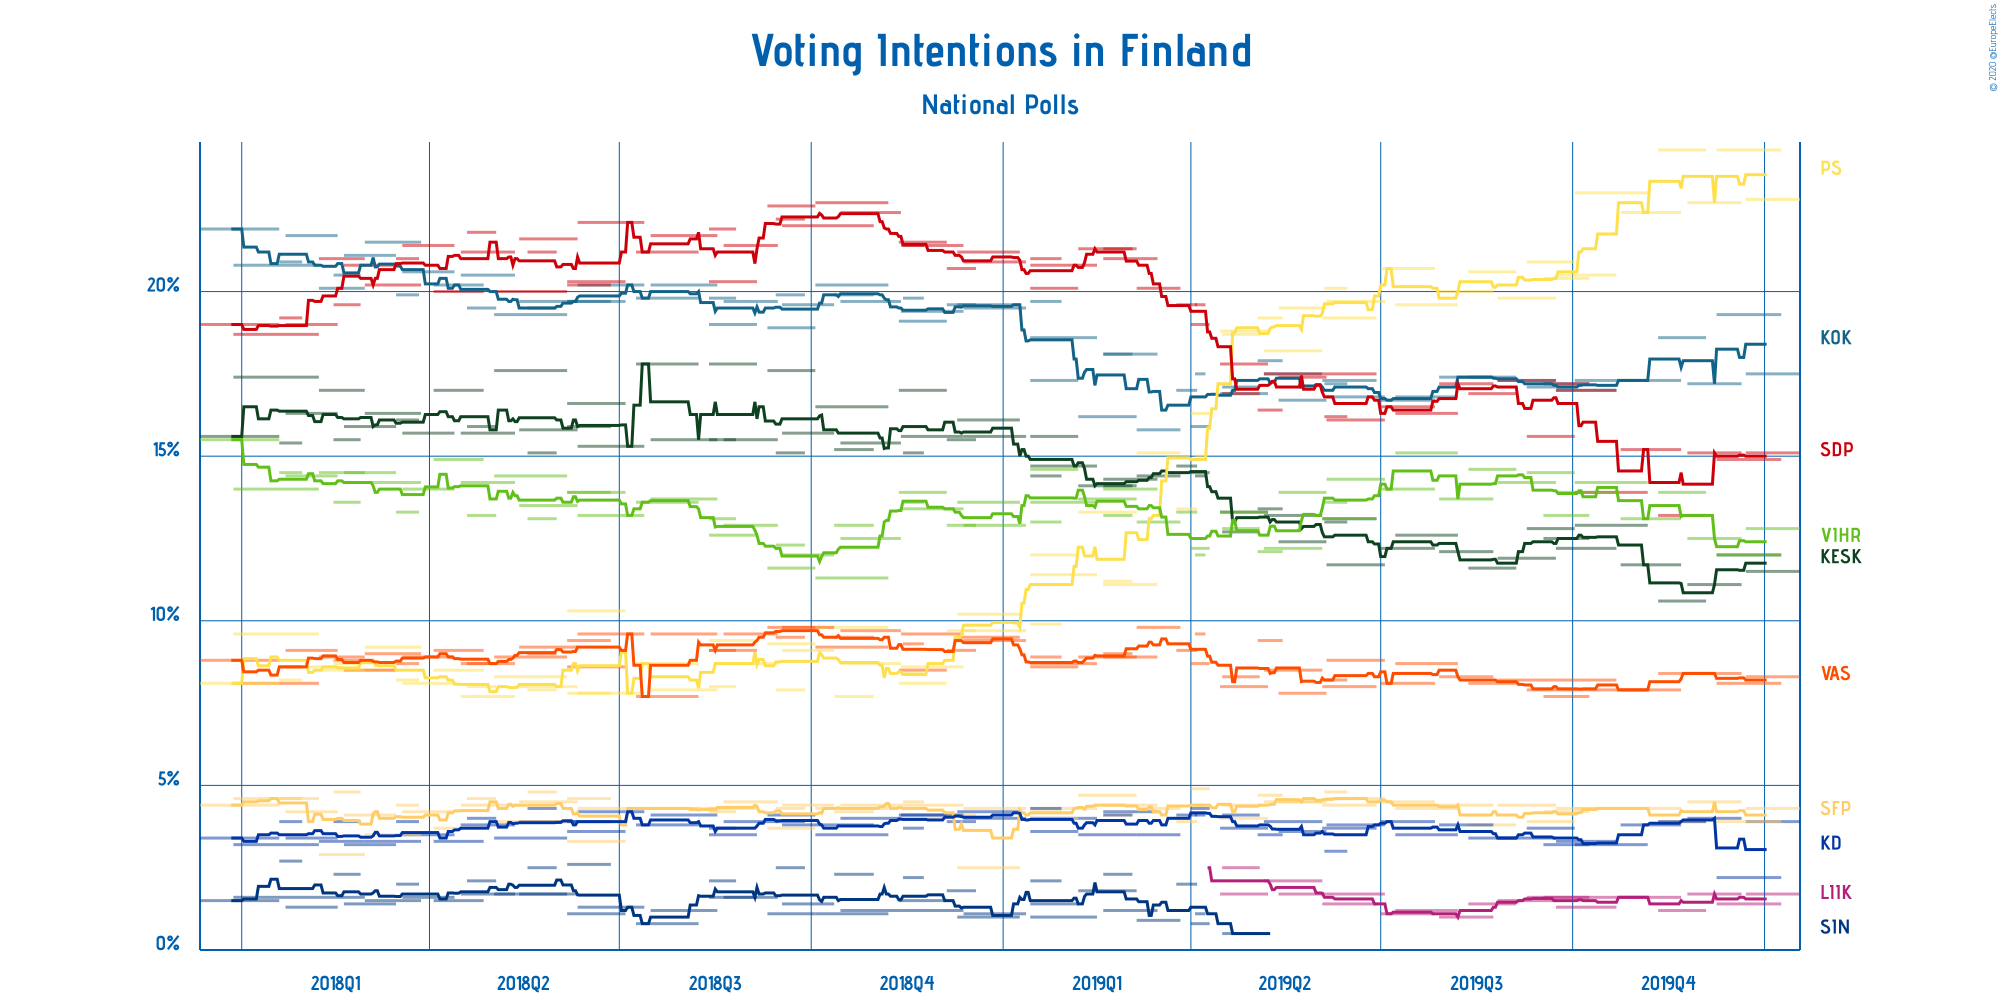 Voting Intentions in Finland
National Polls
© 2020 @EuropeElects
PS
20%
KOK
15%
SDP
VIHR
KESK
10%
VAS
5%
SFP
KD
LIIK
SIN
0%
2018Q1 2018Q2 2018Q3 2018Q4 2019Q1 2019Q2 2019Q3 2019Q4